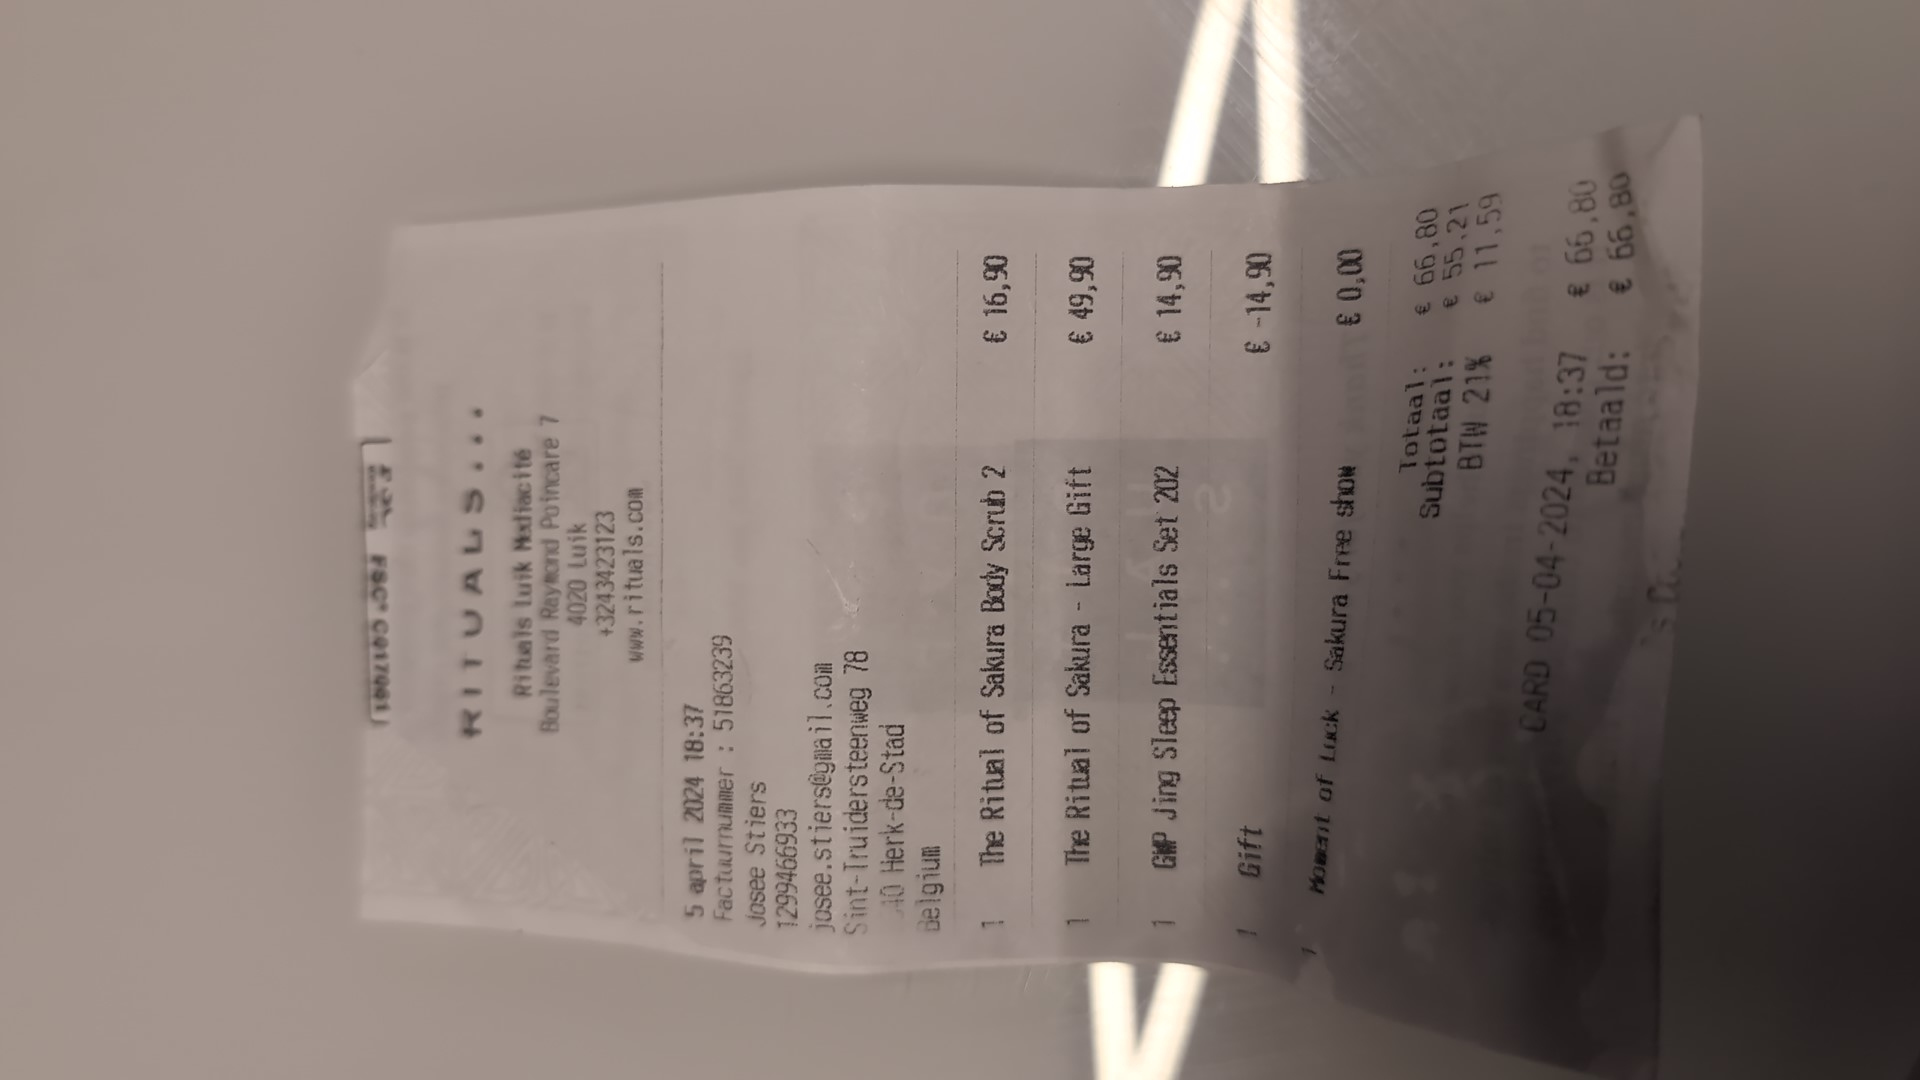 RITUALS...
Rituals Luik Mediacité
Boulevard Raymond Poincare 7
4020 Luik
+3243423123
www.rituals.com
5 april 2024 18:37
Factuurnummer : 51863239
Josee Stiers
1299466933
josee.stiers@gmail.com
Sint-Truidersteenweg 78
Herk-de-Stad
Belgium
1 The Ritual of Sakura Body Scrub 2 € 16,90
1 The Ritual of Sakura - Large Gift € 49,90
1 GWP Jing Sleep Essentials Set 202 € 14,90
1 Gift € -14,90
1 Moment of Luck - Sakura Free show € 0,00
Totaal: € 66,80
Subtotaal: € 55,21
BTW 21% € 11,59
CARD 05-04-2024, 18:37 € 66,80
Betaald: € 66,80